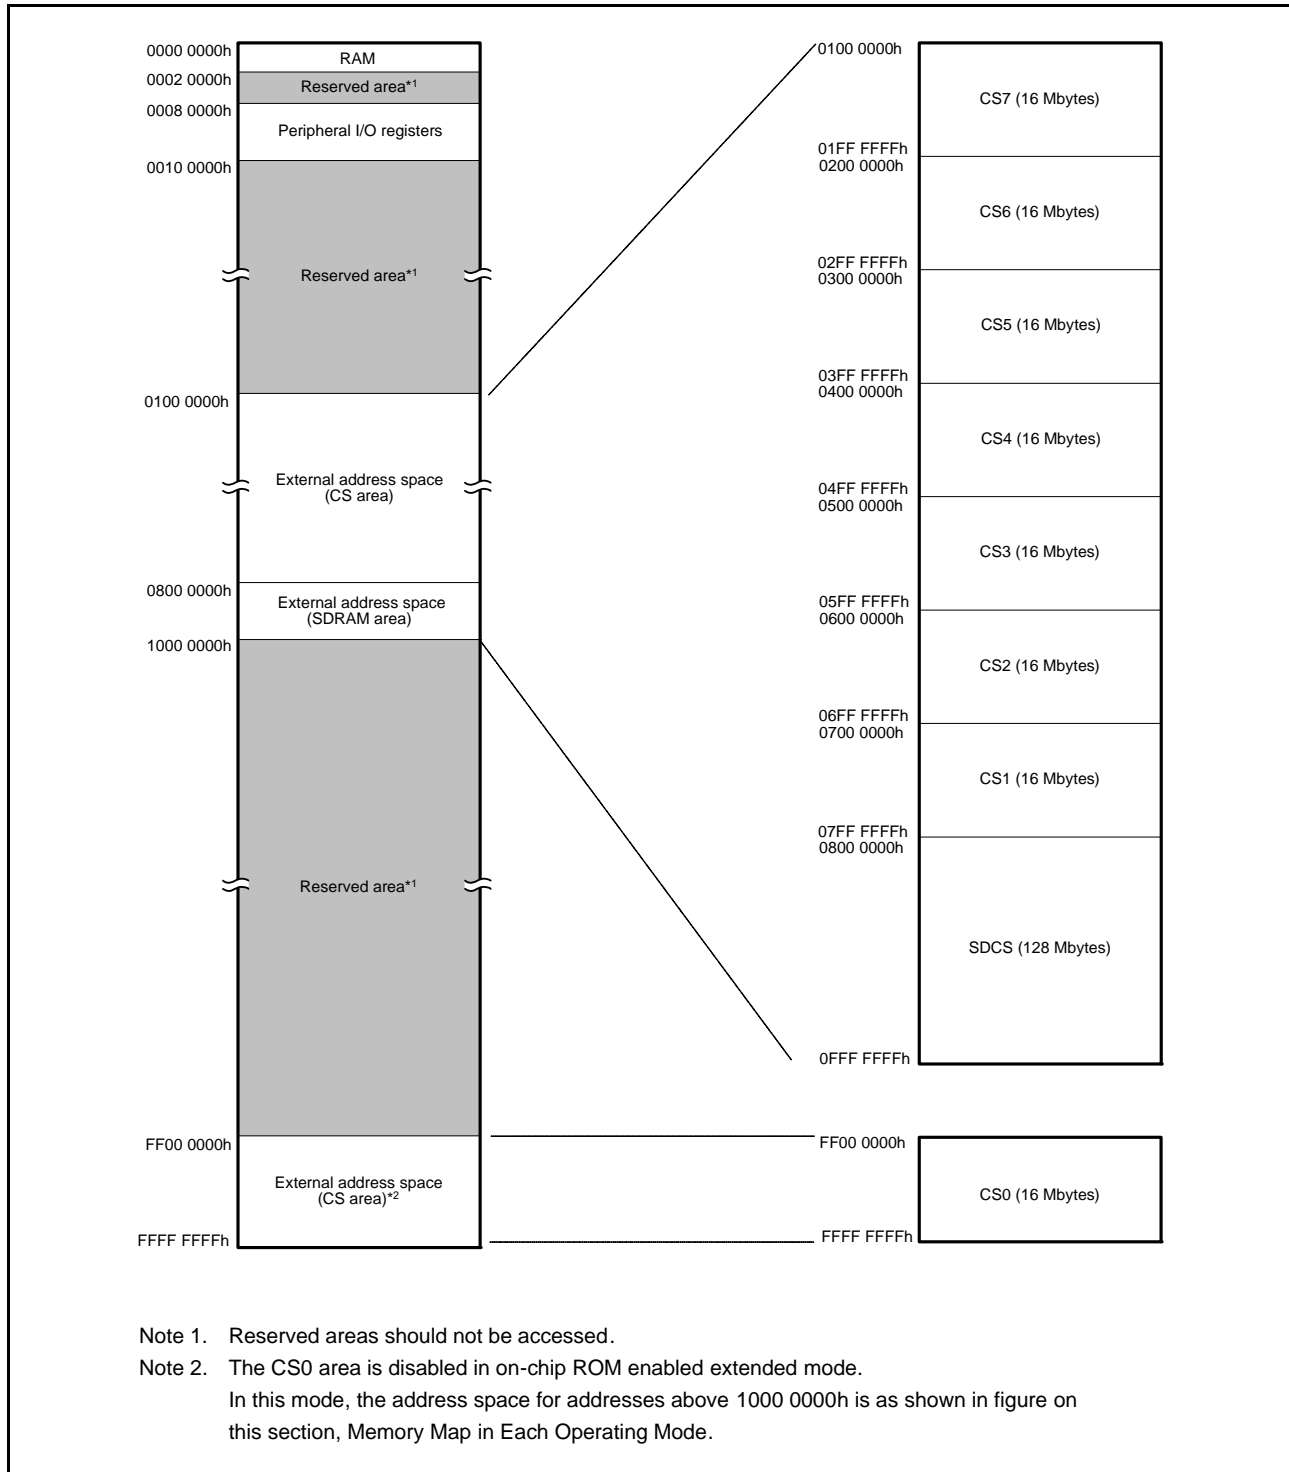 0000 0000h
RAM
0002 0000h
Reserved area*1
0008 0000h
Peripheral I/O registers
0010 0000h
Reserved area*1
0100 0000h
External address space
(CS area)
0800 0000h
External address space
(SDRAM area)
1000 0000h
Reserved area*1
FF00 0000h
External address space
(CS area)*2
FFFF FFFFh
0100 0000h
CS7 (16 Mbytes)
01FF FFFFh
0200 0000h
CS6 (16 Mbytes)
02FF FFFFh
0300 0000h
CS5 (16 Mbytes)
03FF FFFFh
0400 0000h
CS4 (16 Mbytes)
04FF FFFFh
0500 0000h
CS3 (16 Mbytes)
05FF FFFFh
0600 0000h
CS2 (16 Mbytes)
06FF FFFFh
0700 0000h
CS1 (16 Mbytes)
07FF FFFFh
0800 0000h
SDCS (128 Mbytes)
0FFF FFFFh
FF00 0000h
CS0 (16 Mbytes)
FFFF FFFFh
Note 1. Reserved areas should not be accessed.
Note 2. The CS0 area is disabled in on-chip ROM enabled extended mode.
In this mode, the address space for addresses above 1000 0000h is as shown in figure on
this section, Memory Map in Each Operating Mode.